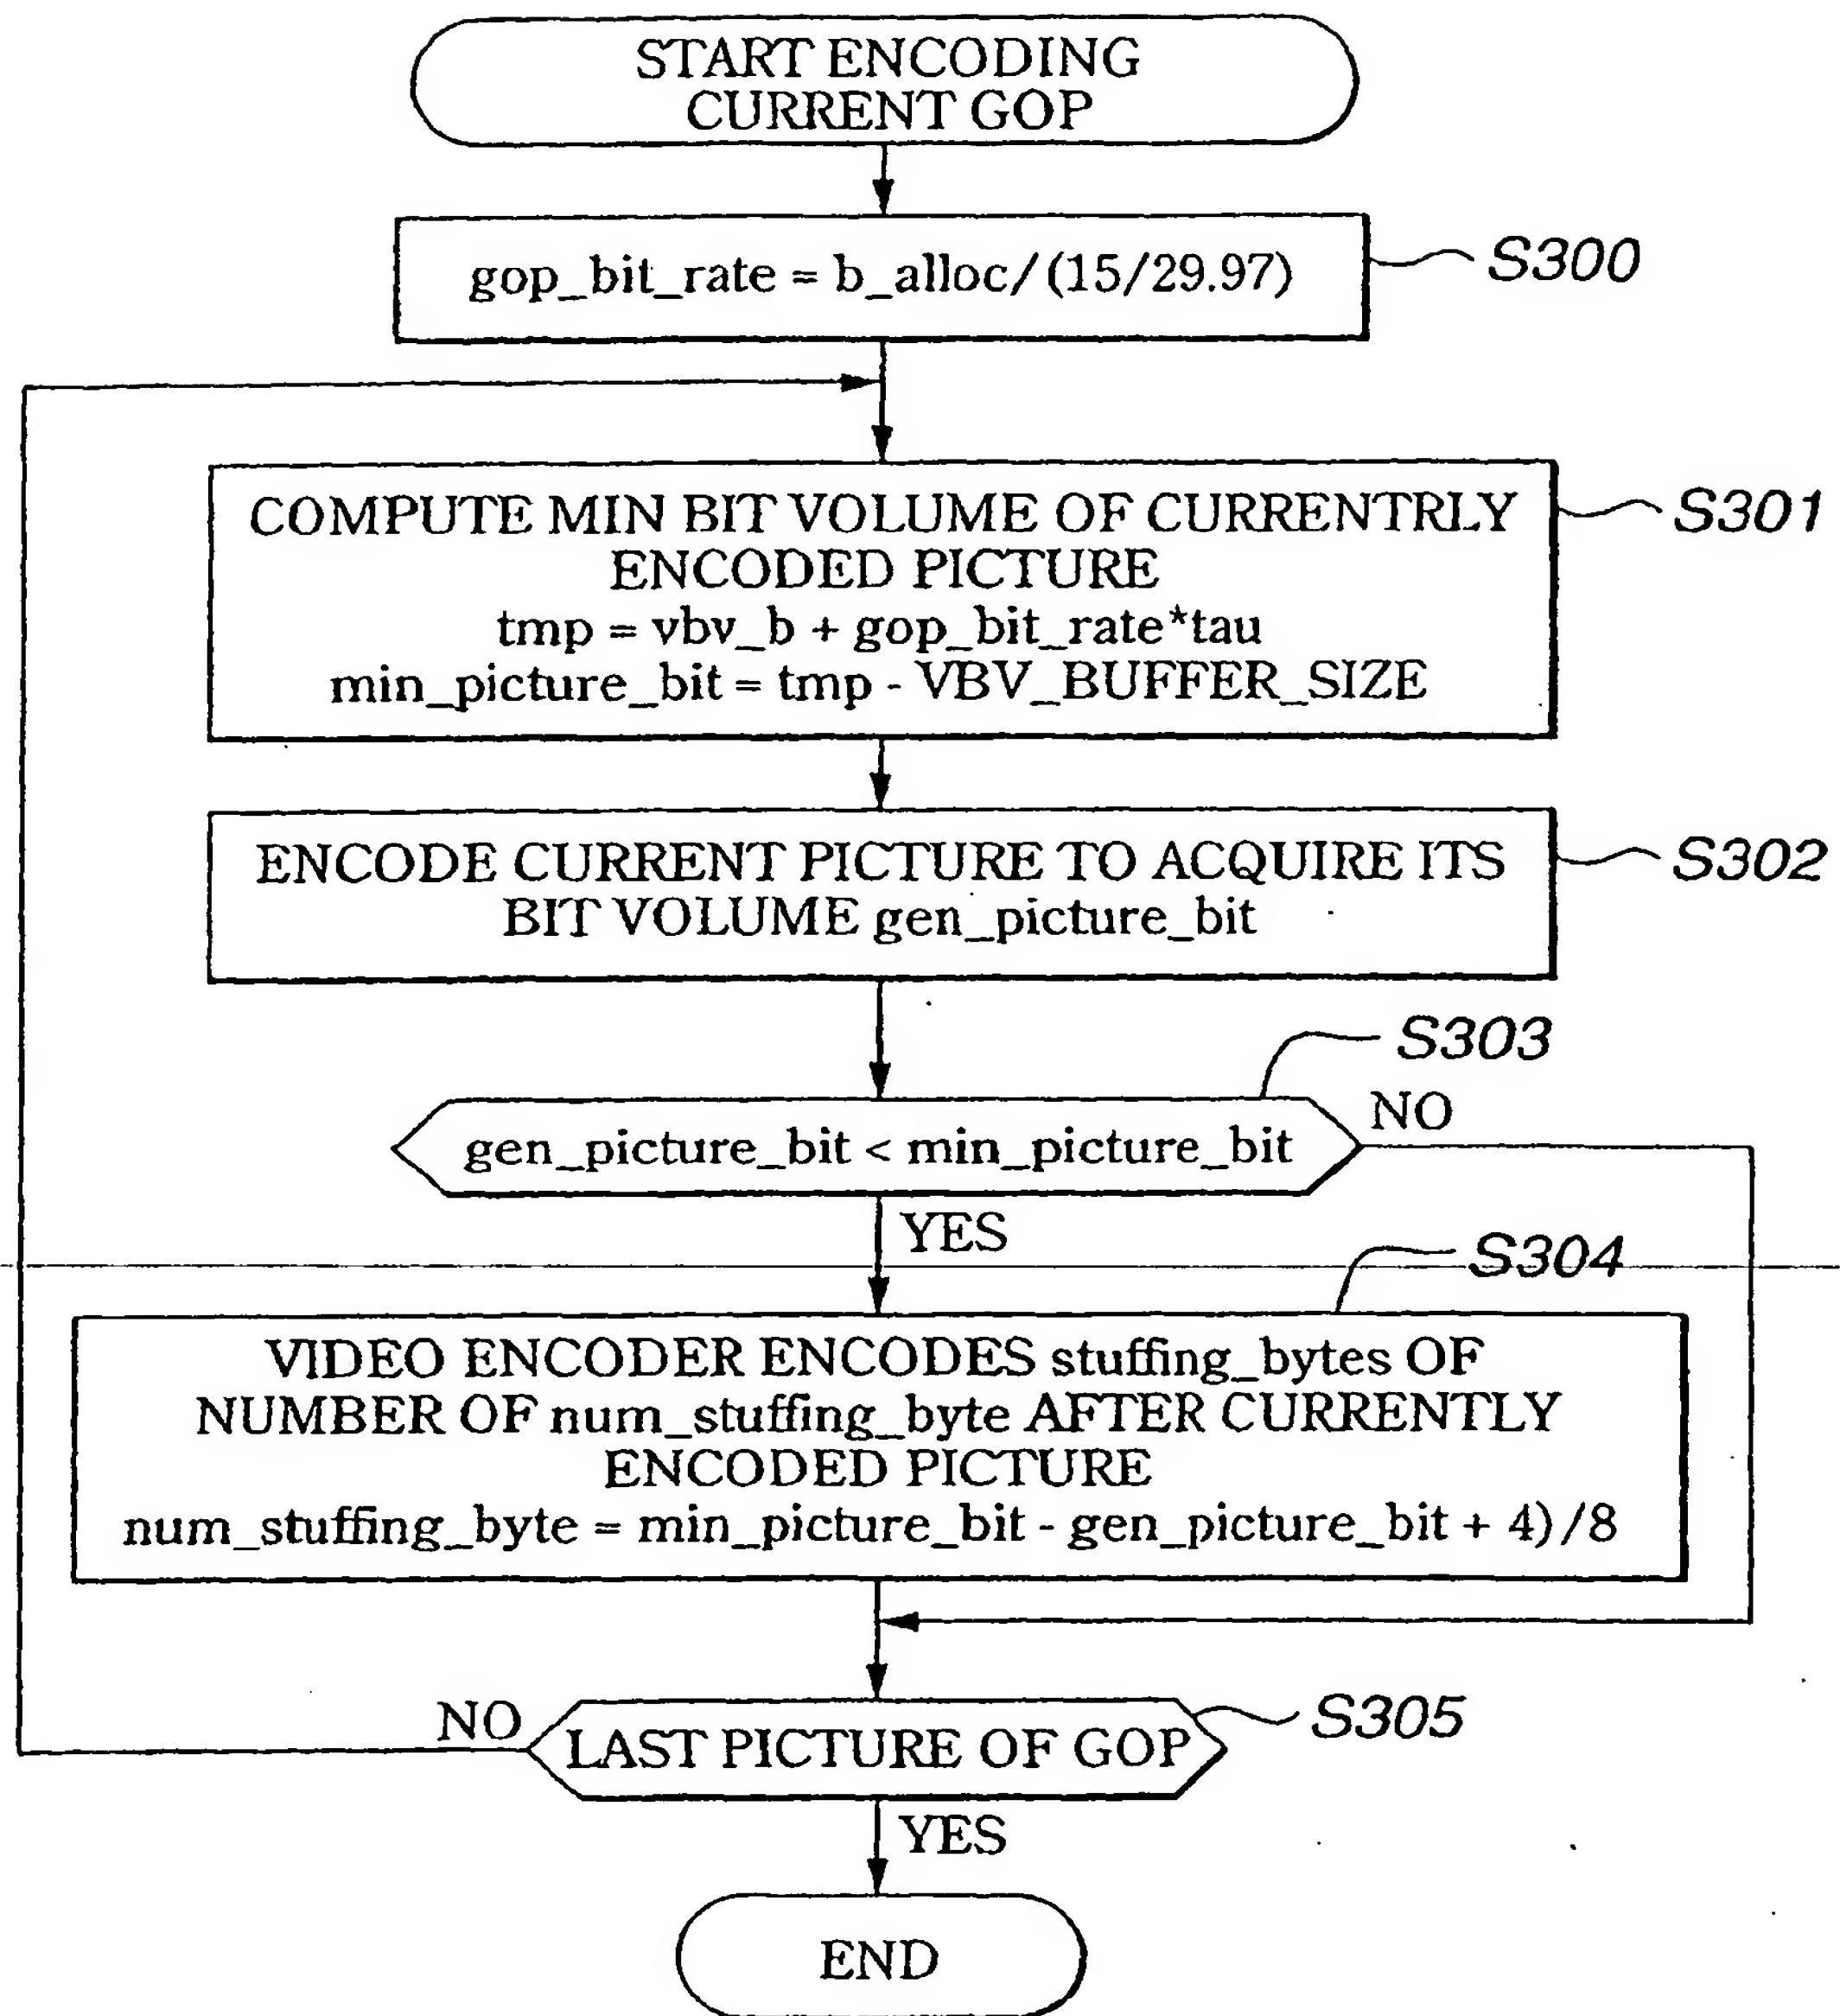 START ENCODING
CURRENT GOP
gop_bit_rate = b_alloc/(15/29.97)
S300
COMPUTE MIN BIT VOLUME OF CURRENTRLY
ENCODED PICTURE
tmp = vbv_b + gop_bit_rate*tau
min_picture_bit = tmp - VBV_BUFFER_SIZE
S301
ENCODE CURRENT PICTURE TO ACQUIRE ITS
BIT VOLUME gen_picture_bit
S302
S303
gen_picture_bit < min_picture_bit
NO
YES
S304
VIDEO ENCODER ENCODES stuffing_bytes OF
NUMBER OF num_stuffing_byte AFTER CURRENTLY
ENCODED PICTURE
num_stuffing_byte = min_picture_bit - gen_picture_bit + 4)/8
NO
LAST PICTURE OF GOP
S305
YES
END